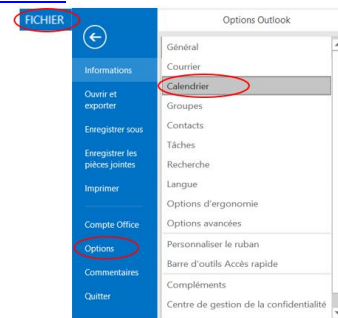 FICHIER
Informations
Ouvrir et
exporter
Enregistrer sous
Enregistrer les
pièces jointes
Imprimer
Compte Office
Options
Commentaires
Quitter
Options Outlook
Général
Courrier
Calendrier
Groupes
Contacts
Tâches
Recherche
Langue
Options d'ergonomie
Options avancées
Personnaliser le ruban
Barre d'outils Accès rapide
Compléments
Centre de gestion de la confidentialité